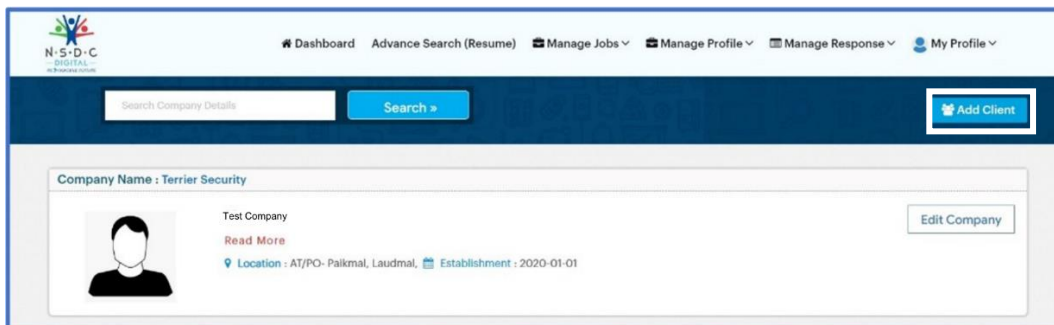 N·S·D·C
DIGITAL
Dashboard Advance Search (Resume) Manage Jobs Manage Profile Manage Response My Profile
Search Company Details Search » Add Client
Company Name : Terrier Security
Test Company
Edit Company
Read More
Location : AT/PO- Paikmal, Laudmal, Establishment : 2020-01-01